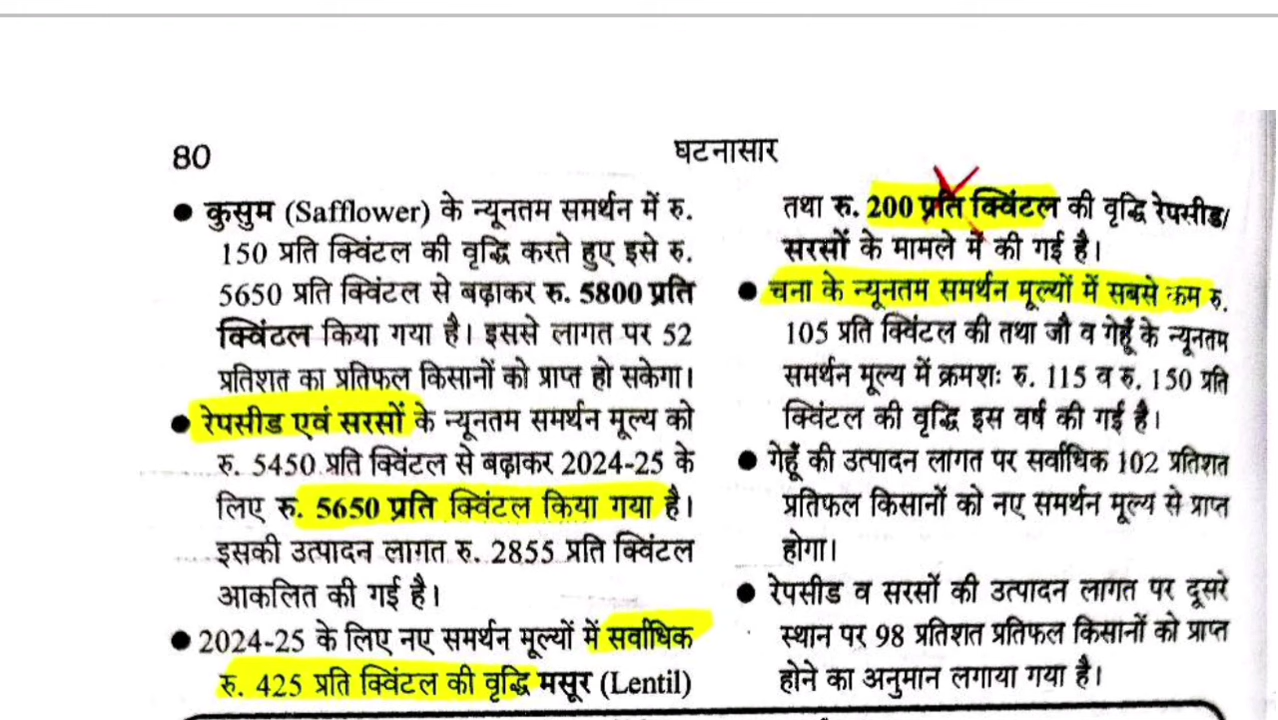 80
घटनासार
● कुसुम (Safflower) के न्यूनतम समर्थन में रु.
150 प्रति क्विंटल की वृद्धि करते हुए इसे रु.
5650 प्रति क्विंटल से बढ़ाकर रु. 5800 प्रति
क्विंटल किया गया है। इससे लागत पर 52
प्रतिशत का प्रतिफल किसानों को प्राप्त हो सकेगा।
● रेपसीड एवं सरसों के न्यूनतम समर्थन मूल्य को
रु. 5450 प्रति क्विंटल से बढ़ाकर 2024-25 के
लिए रु. 5650 प्रति क्विंटल किया गया है।
इसकी उत्पादन लागत रु. 2855 प्रति क्विंटल
आकलित की गई है।
● 2024-25 के लिए नए समर्थन मूल्यों में सर्वाधिक
रु. 425 प्रति क्विंटल की वृद्धि मसूर (Lentil)
तथा रु. 200 प्रति क्विंटल की वृद्धि रेपसीड/
सरसों के मामले में की गई है।
● चना के न्यूनतम समर्थन मूल्यों में सबसे कम रु.
105 प्रति क्विंटल की तथा जौ व गेहूँ के न्यूनतम
समर्थन मूल्य में क्रमशः रु. 115 व रु. 150 प्रति
क्विंटल की वृद्धि इस वर्ष की गई है।
● गेहूँ की उत्पादन लागत पर सर्वाधिक 102 प्रतिशत
प्रतिफल किसानों को नए समर्थन मूल्य से प्राप्त
होगा।
● रेपसीड व सरसों की उत्पादन लागत पर दूसरे
स्थान पर 98 प्रतिशत प्रतिफल किसानों को प्राप्त
होने का अनुमान लगाया गया है।